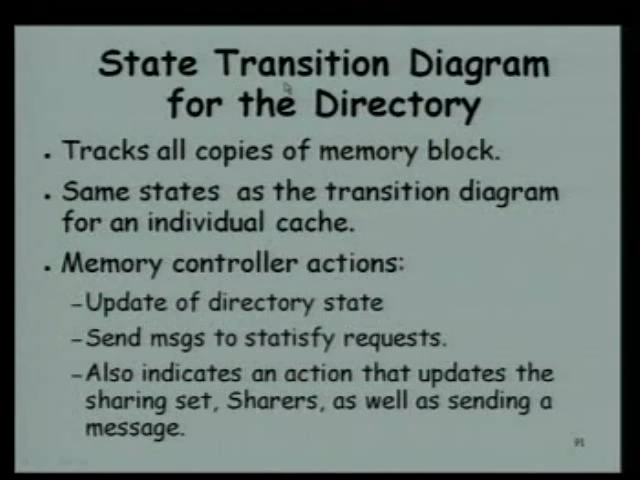 State Transition Diagram
for the Directory
• Tracks all copies of memory block.
• Same states as the transition diagram
for an individual cache.
• Memory controller actions:
– Update of directory state
– Send msgs to statisfy requests.
– Also indicates an action that updates the
sharing set, Sharers, as well as sending a
message.
91